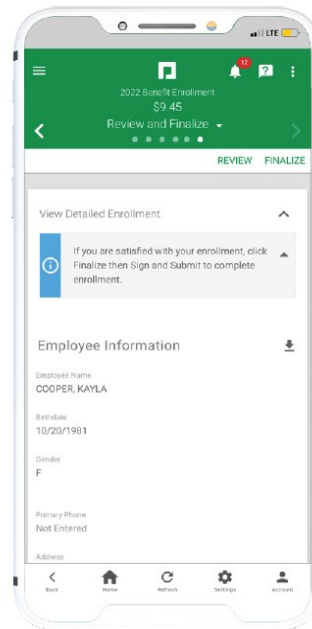 LTE
12
?
2022 Benefit Enrollment
$9.45
Review and Finalize
REVIEW FINALIZE
View Detailed Enrollment
If you are satisfied with your enrollment, click
Finalize then Sign and Submit to complete
enrollment.
Employee Information
Employee Name
COOPER, KAYLA
Birthdate
10/20/1981
Gender
F
Primary Phone
Not Entered
Address
Back Home Refresh Settings Account